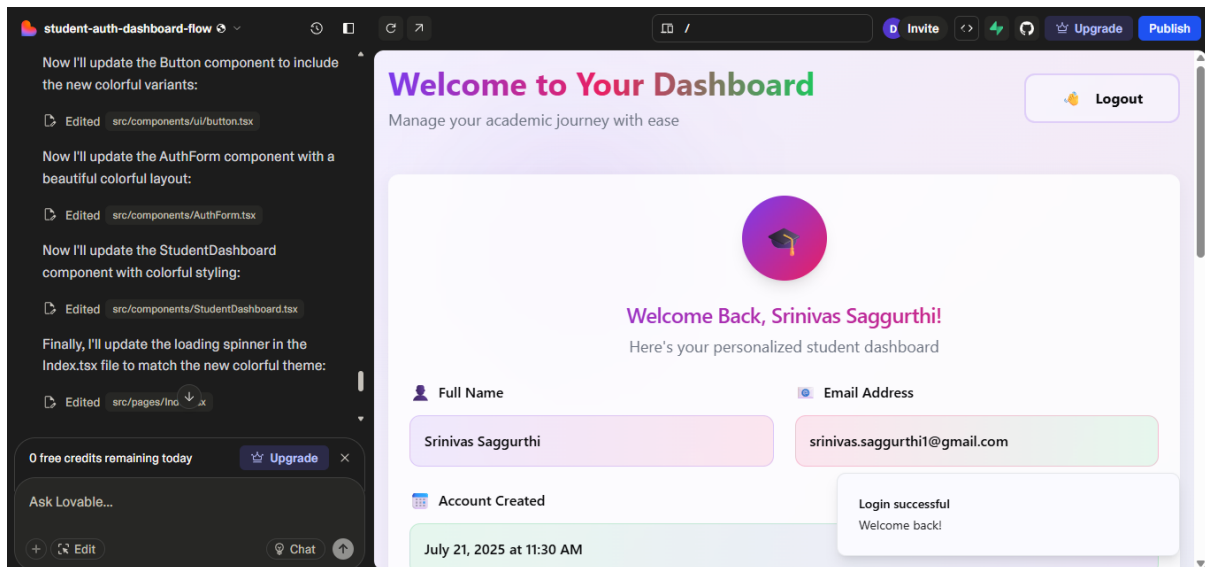 student-auth-dashboard-flow
/
D Invite
Upgrade
Publish
Now I'll update the Button component to include
the new colorful variants:
Edited src/components/ui/button.tsx
Now I'll update the AuthForm component with a
beautiful colorful layout:
Edited src/components/AuthForm.tsx
Now I'll update the StudentDashboard
component with colorful styling:
Edited src/components/StudentDashboard.tsx
Finally, I'll update the loading spinner in the
Index.tsx file to match the new colorful theme:
Edited
0 free credits remaining today
Upgrade
Ask Lovable...
Edit
Chat
Welcome to Your Dashboard
Manage your academic journey with ease
Logout
Welcome Back, Srinivas Saggurthi!
Here's your personalized student dashboard
Full Name
Srinivas Saggurthi
Email Address
srinivas.saggurthi1@gmail.com
Account Created
July 21, 2025 at 11:30 AM
Login successful
Welcome back!